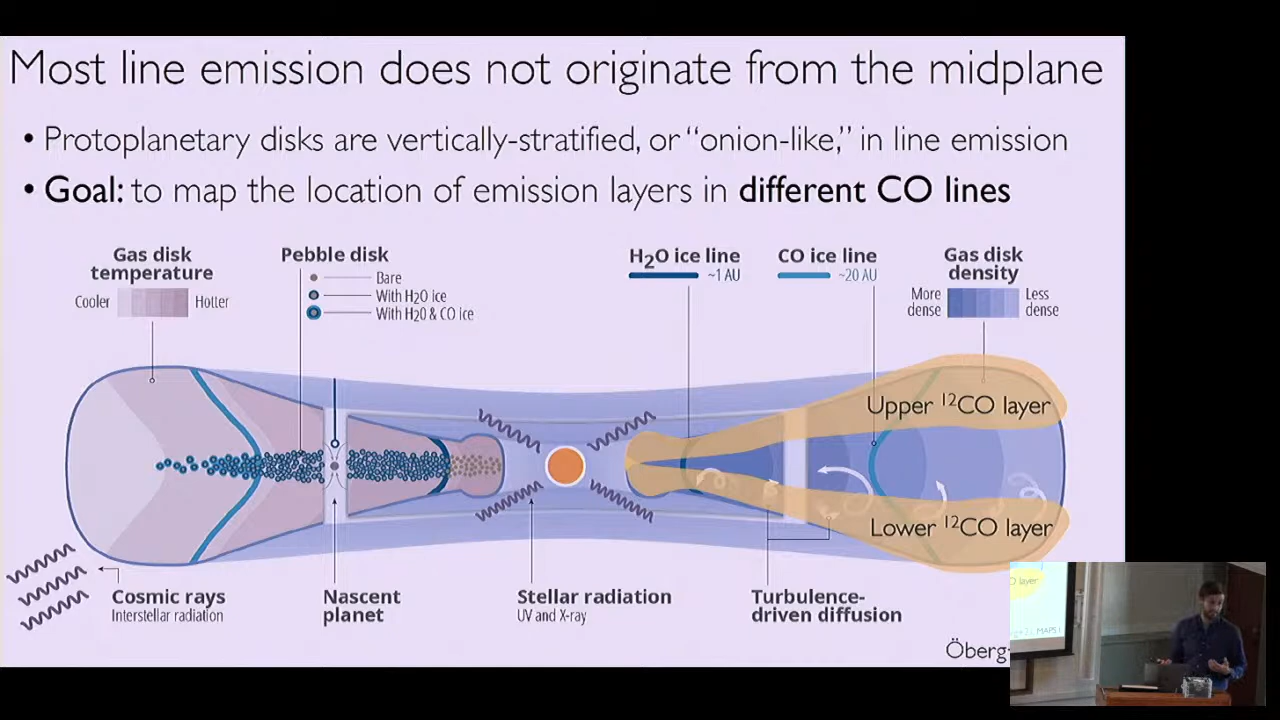 Most line emission does not originate from the midplane
• Protoplanetary disks are vertically-stratified, or “onion-like,” in line emission
• Goal: to map the location of emission layers in different CO lines
Gas disk
temperature
Cooler
Hotter
Pebble disk
Bare
With H2O ice
With H20 & CO ice
H2O ice line
~1 AU
CO ice line
~20 AU
Gas disk
density
More
dense
Less
dense
Upper ¹²CO layer
Lower ¹²CO layer
Cosmic rays
Interstellar radiation
Nascent
planet
Stellar radiation
UV and X-ray
Turbulence-
driven diffusion
Öberg
layer
MAPS